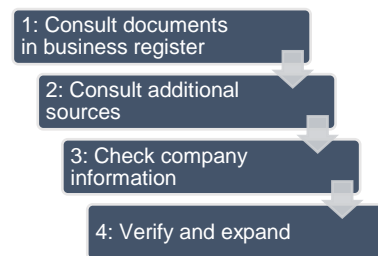 1: Consult documents
in business register
2: Consult additional
sources
3: Check company
information
4: Verify and expand